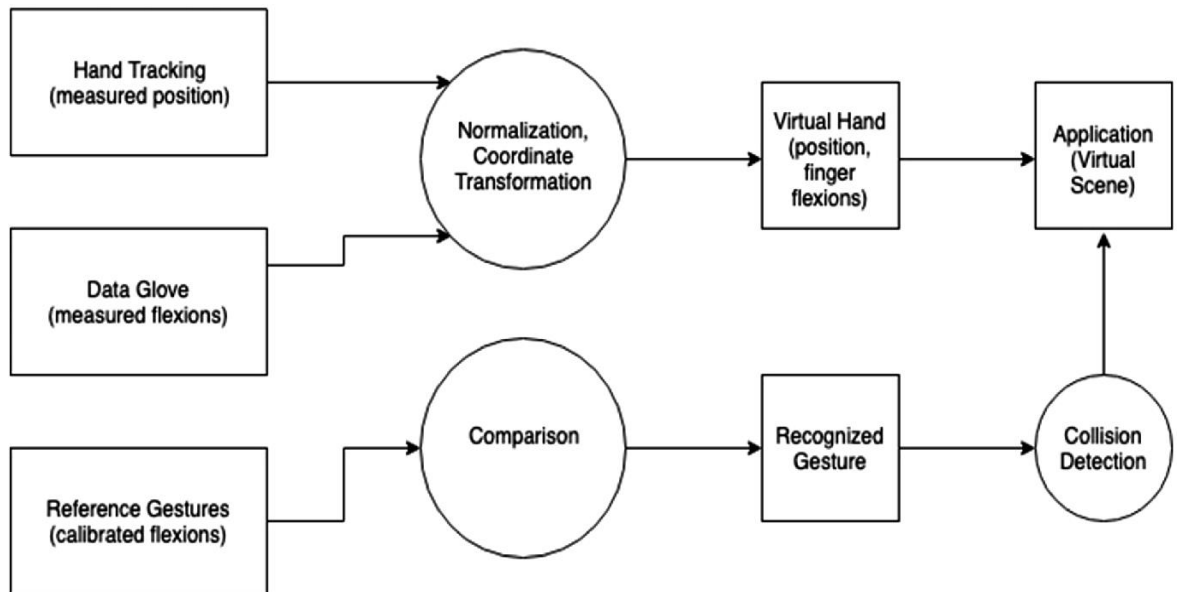 Hand Tracking
(measured position)
Normalization,
Coordinate
Transformation
Virtual Hand
(position,
finger
flexions)
Application
(Virtual
Scene)
Data Glove
(measured flexions)
Comparison
Recognized
Gesture
Collision
Detection
Reference Gestures
(calibrated flexions)